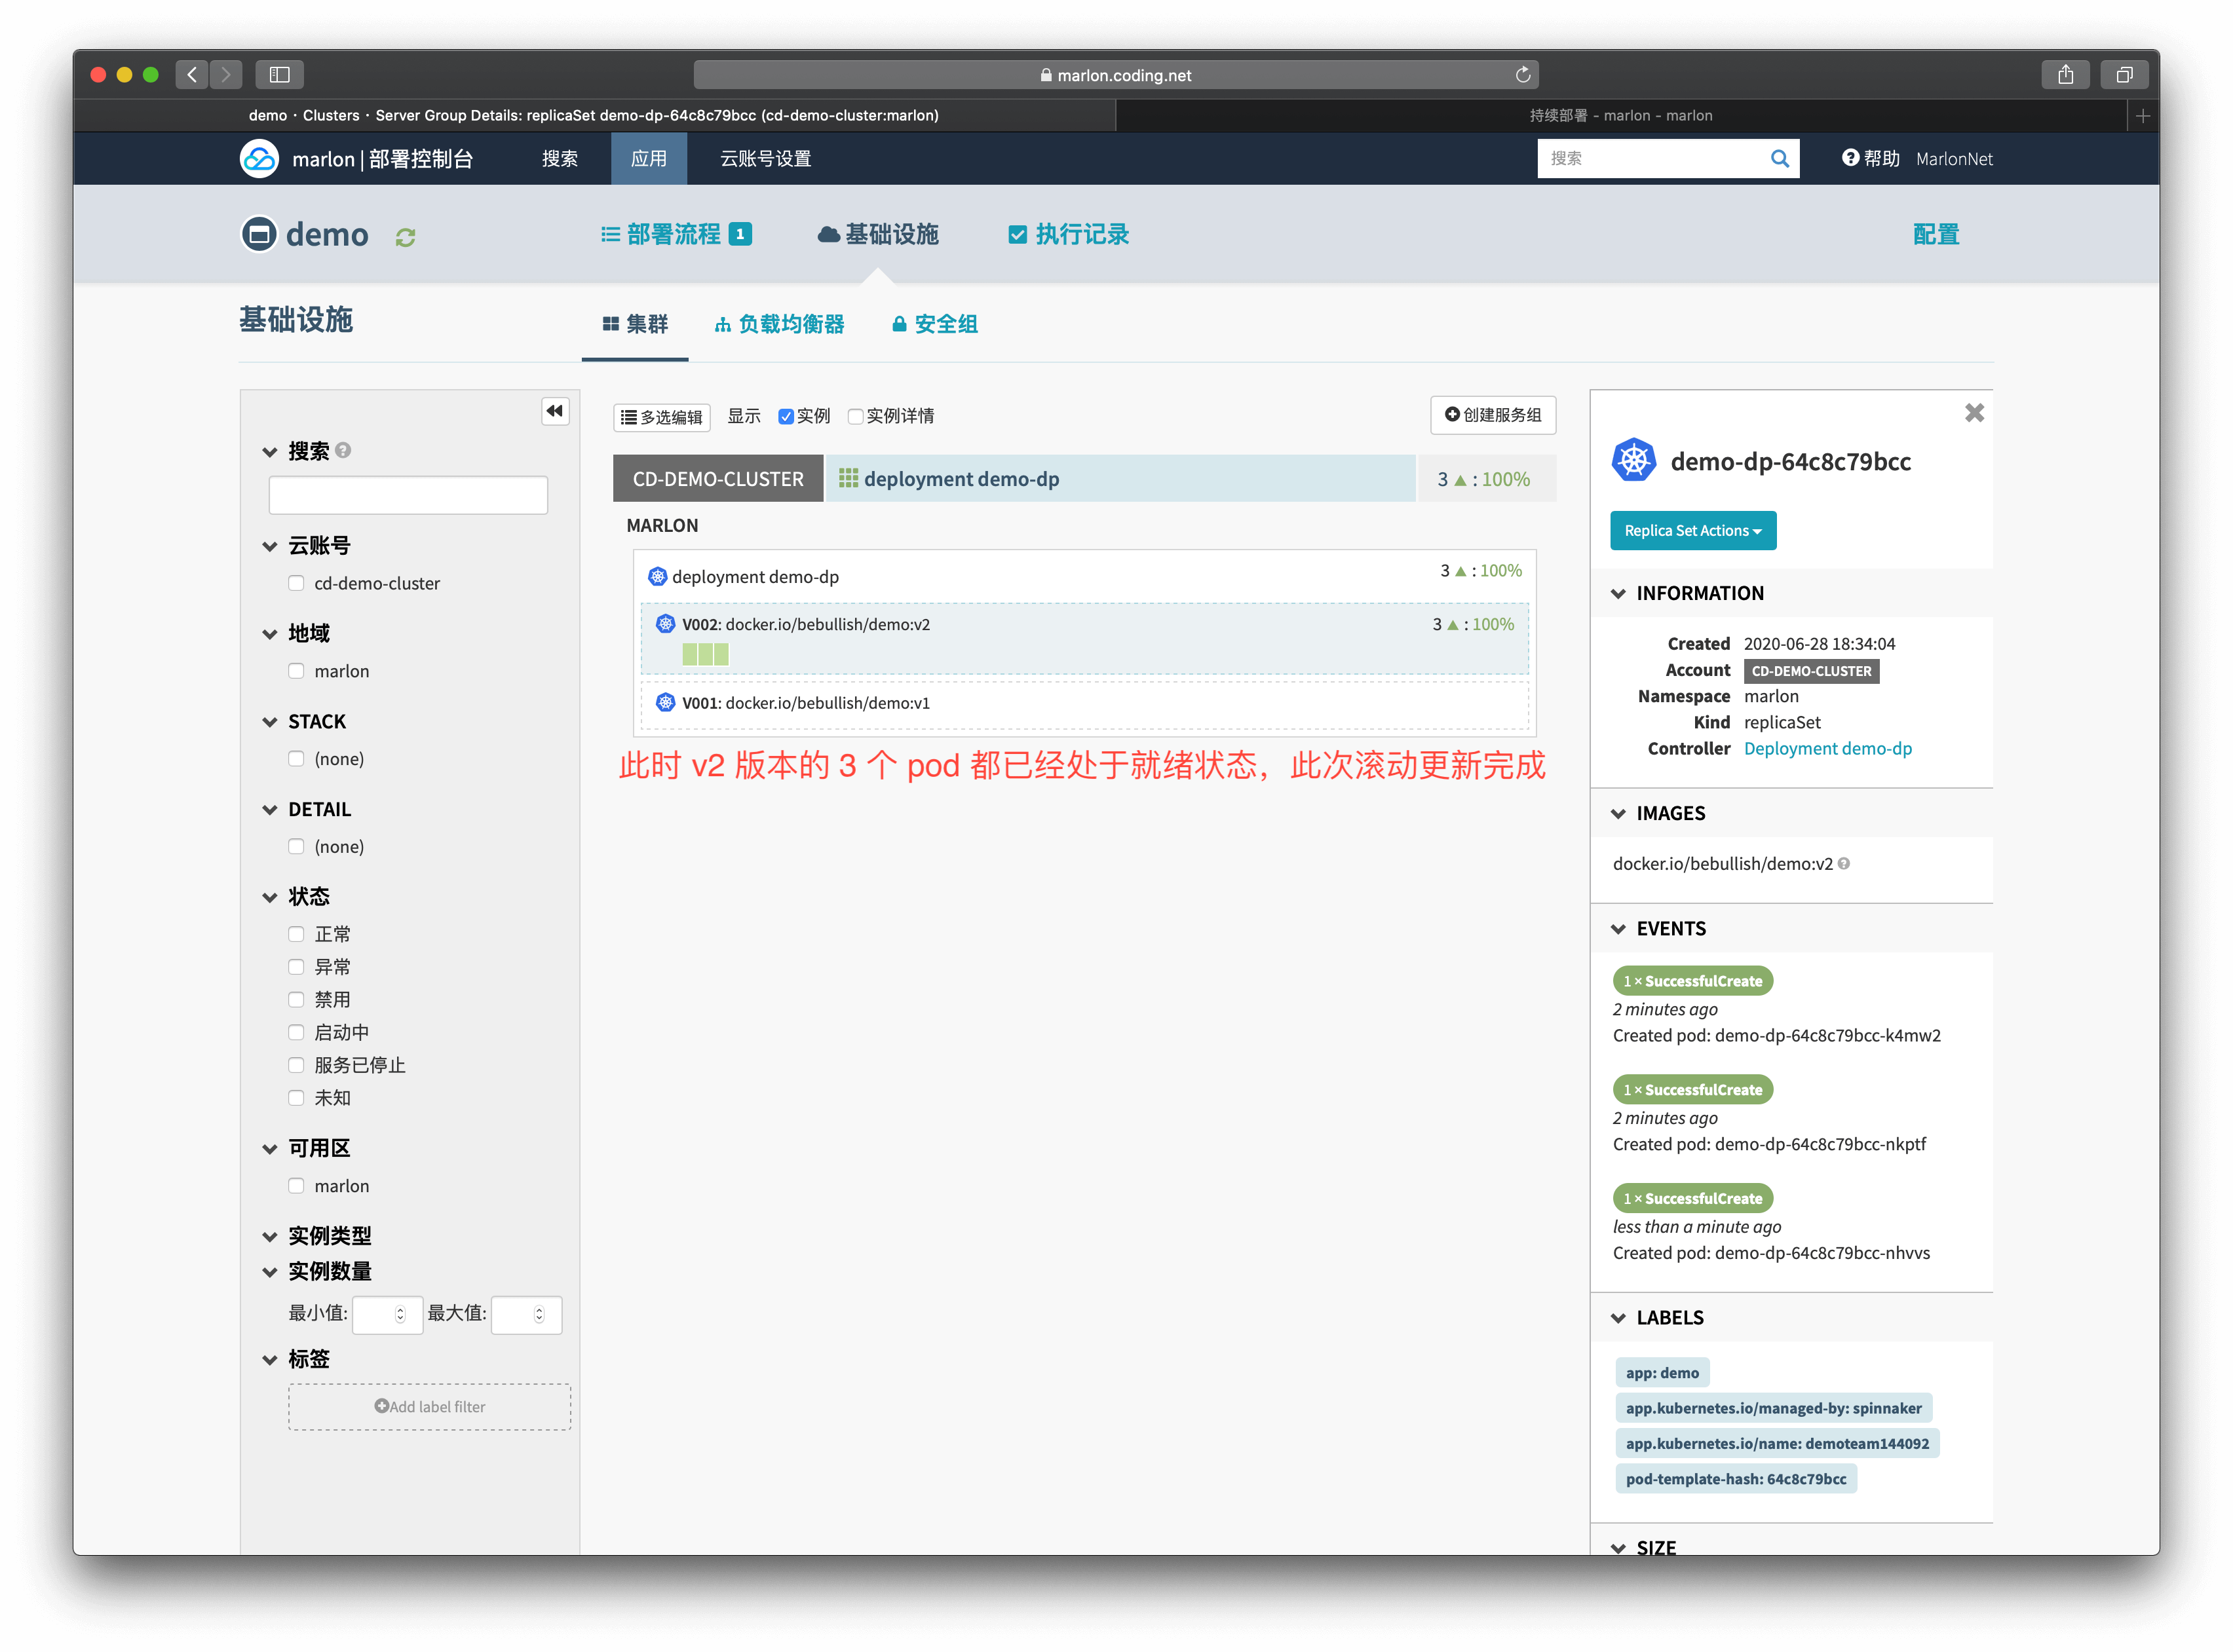 marlon.coding.net
demo · Clusters · Server Group Details: replicaSet demo-dp-64c8c79bcc (cd-demo-cluster:marlon)
持续部署 - marlon - marlon
marlon | 部署控制台
搜索
应用
云账号设置
搜索
帮助
MarlonNet
demo
部署流程 1
基础设施
执行记录
配置
基础设施
集群
负载均衡器
安全组
搜索
云账号
cd-demo-cluster
地域
marlon
STACK
(none)
DETAIL
(none)
状态
正常
异常
禁用
启动中
服务已停止
未知
可用区
marlon
实例类型
实例数量
最小值:
最大值:
标签
Add label filter
多选编辑
显示
实例
实例详情
创建服务组
CD-DEMO-CLUSTER
deployment demo-dp
3 ▲ : 100%
MARLON
deployment demo-dp
3 ▲ : 100%
V002: docker.io/bebullish/demo:v2
3 ▲ : 100%
V001: docker.io/bebullish/demo:v1
此时 v2 版本的 3 个 pod 都已经处于就绪状态，此次滚动更新完成
demo-dp-64c8c79bcc
Replica Set Actions
INFORMATION
Created 2020-06-28 18:34:04
Account CD-DEMO-CLUSTER
Namespace marlon
Kind replicaSet
Controller Deployment demo-dp
IMAGES
docker.io/bebullish/demo:v2
EVENTS
1 × SuccessfulCreate
2 minutes ago
Created pod: demo-dp-64c8c79bcc-k4mw2
1 × SuccessfulCreate
2 minutes ago
Created pod: demo-dp-64c8c79bcc-nkptf
1 × SuccessfulCreate
less than a minute ago
Created pod: demo-dp-64c8c79bcc-nhvvs
LABELS
app: demo
app.kubernetes.io/managed-by: spinnaker
app.kubernetes.io/name: demoteam144092
pod-template-hash: 64c8c79bcc
SIZE